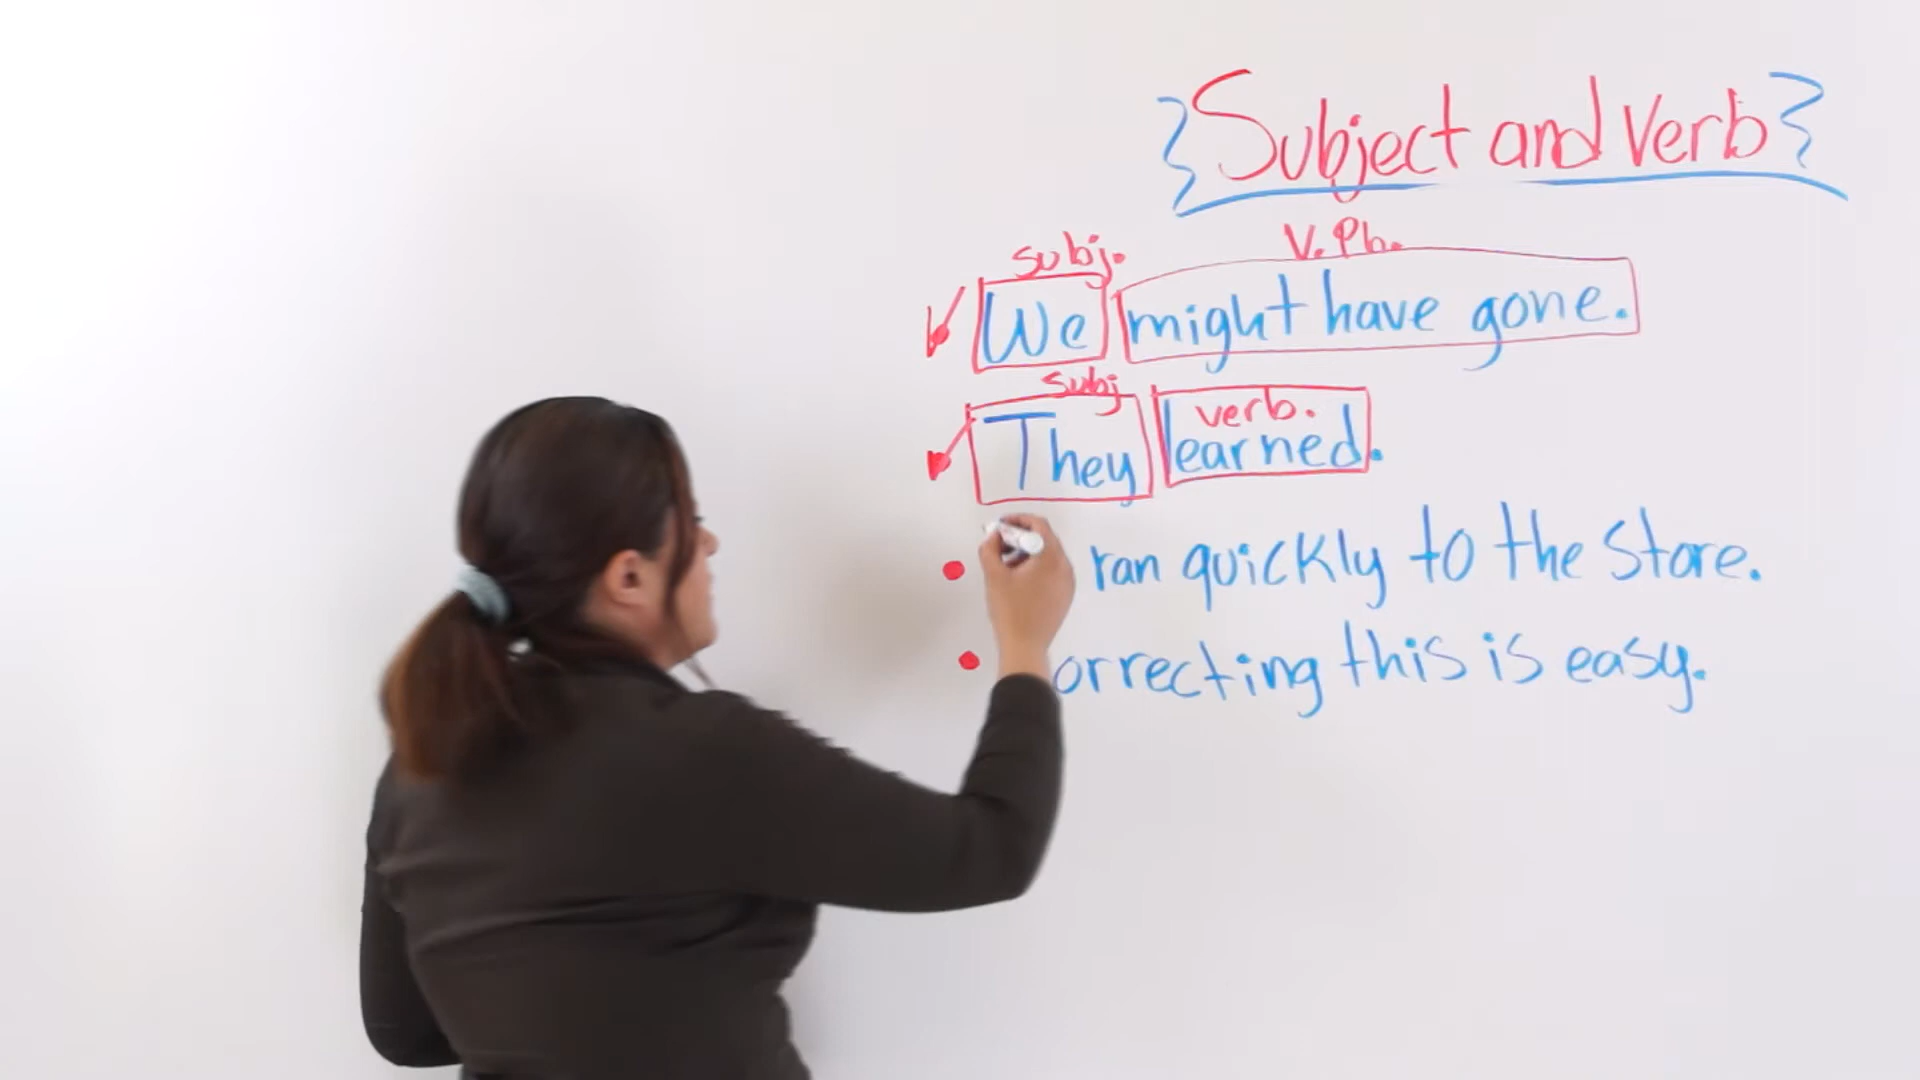 Subject and Verb
subj. V. Ph.
We might have gone.
subj verb.
They learned.
ran quickly to the store.
orrecting this is easy.